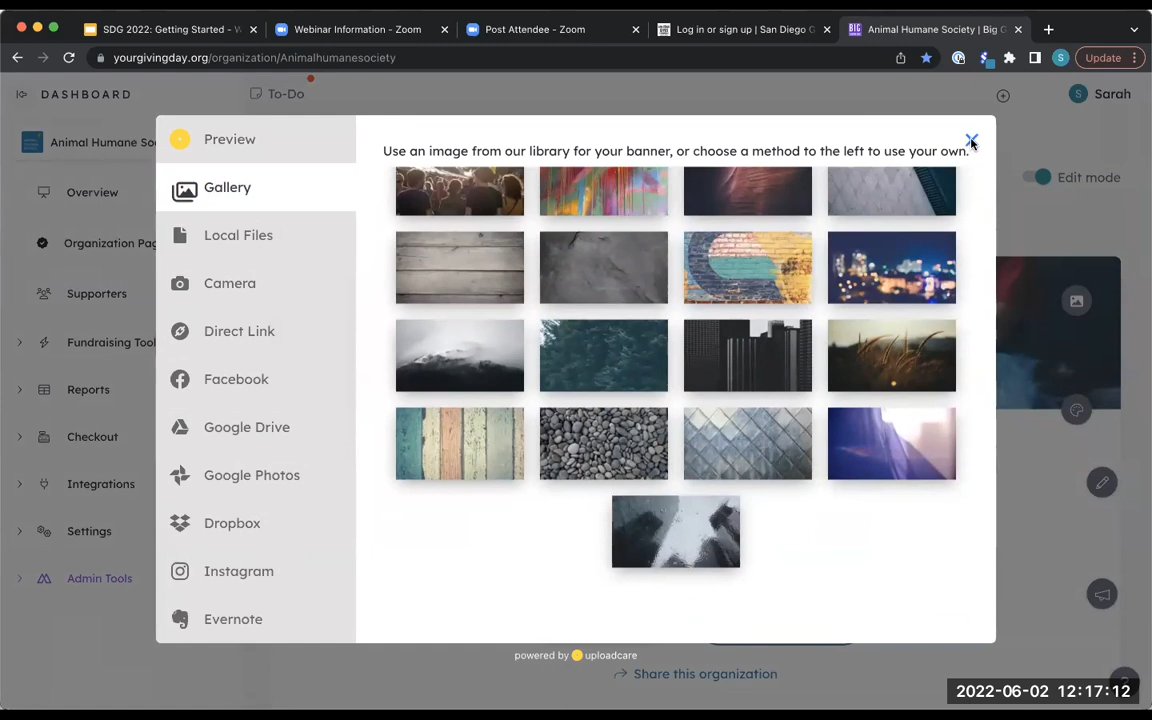 SDG 2022: Getting Started - W
Webinar Information - Zoom
Post Attendee - Zoom
Log in or sign up | San Diego G
BIG
Animal Humane Society | Big G
yourgivingday.org/organization/Animalhumanesociety
S
Update
DASHBOARD
To-Do
S
Sarah
Animal Humane Soc
Preview
Use an image from our library for your banner, or choose a method to the left to use your own.
Edit mode
Overview
Gallery
Organization Pag
Local Files
Supporters
Camera
Fundraising Tool
Direct Link
Reports
Facebook
Checkout
Google Drive
Integrations
Google Photos
Settings
Dropbox
Admin Tools
Instagram
Evernote
powered by uploadcare
Share this organization
2022-06-02 12:17:12